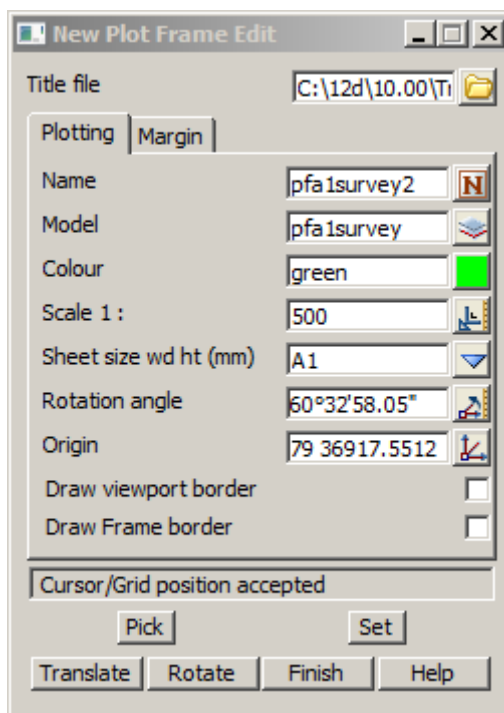 New Plot Frame Edit
Title file C:\12d\10.00\Tr
Plotting Margin
Name pfa1survey2 N
Model pfa1survey
Colour green
Scale 1 : 500
Sheet size wd ht (mm) A1
Rotation angle 60°32'58.05"
Origin 79 36917.5512
Draw viewport border
Draw Frame border
Cursor/Grid position accepted
Pick Set
Translate Rotate Finish Help